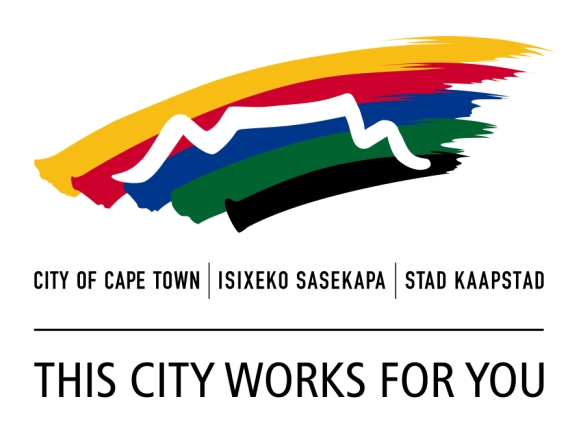 CITY OF CAPE TOWN | ISIXEKO SASEKAPA | STAD KAAPSTAD
THIS CITY WORKS FOR YOU